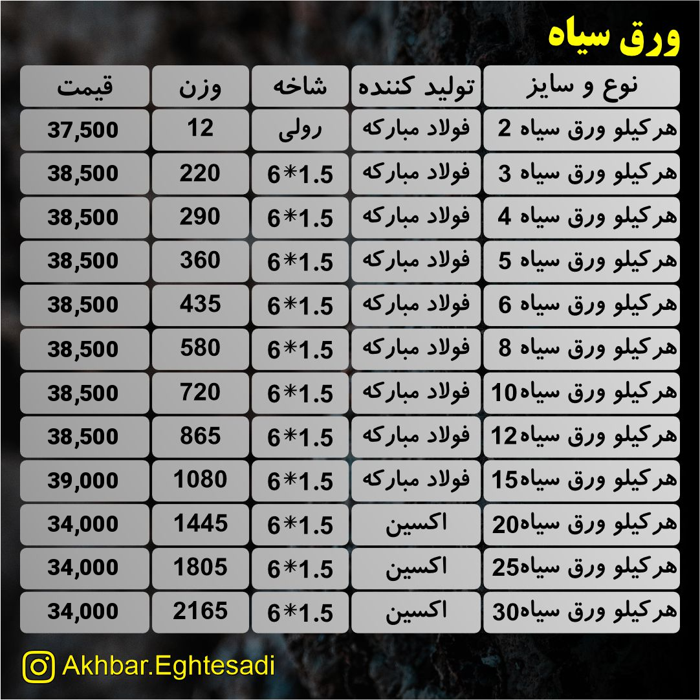 ورق سیاه
نوع و سایز تولید کننده شاخه وزن قیمت
هرکیلو ورق سیاه 2 فولاد مبارکه رولی 12 37,500
هرکیلو ورق سیاه 3 فولاد مبارکه 6*1.5 220 38,500
هرکیلو ورق سیاه 4 فولاد مبارکه 6*1.5 290 38,500
هرکیلو ورق سیاه 5 فولاد مبارکه 6*1.5 360 38,500
هرکیلو ورق سیاه 6 فولاد مبارکه 6*1.5 435 38,500
هرکیلو ورق سیاه 8 فولاد مبارکه 6*1.5 580 38,500
هرکیلو ورق سیاه10 فولاد مبارکه 6*1.5 720 38,500
هرکیلو ورق سیاه12 فولاد مبارکه 6*1.5 865 38,500
هرکیلو ورق سیاه15 فولاد مبارکه 6*1.5 1080 39,000
هرکیلو ورق سیاه20 اکسین 6*1.5 1445 34,000
هرکیلو ورق سیاه25 اکسین 6*1.5 1805 34,000
هرکیلو ورق سیاه30 اکسین 6*1.5 2165 34,000
Akhbar.Eghtesadi